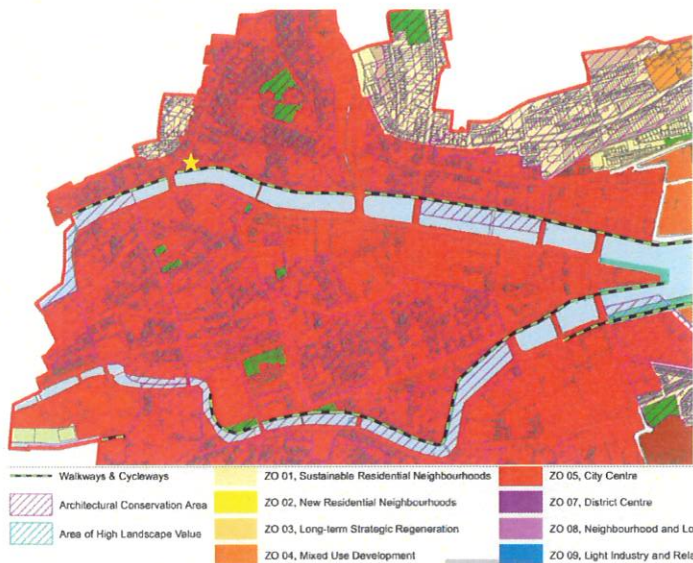 Walkways & Cycleways
Architectural Conservation Area
Area of High Landscape Value
ZO 01, Sustainable Residential Neighbourhoods
ZO 02, New Residential Neighbourhoods
ZO 03, Long-term Strategic Regeneration
ZO 04, Mixed Use Development
ZO 05, City Centre
ZO 07, District Centre
ZO 08, Neighbourhood and Lo
ZO 09, Light Industry and Rela